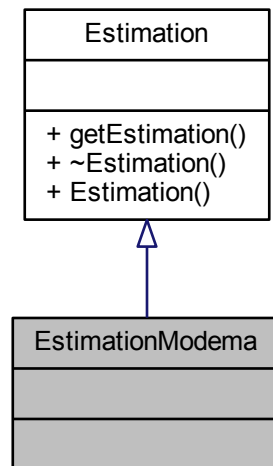 Estimation
+ getEstimation()
+ ~Estimation()
+ Estimation()
EstimationModema